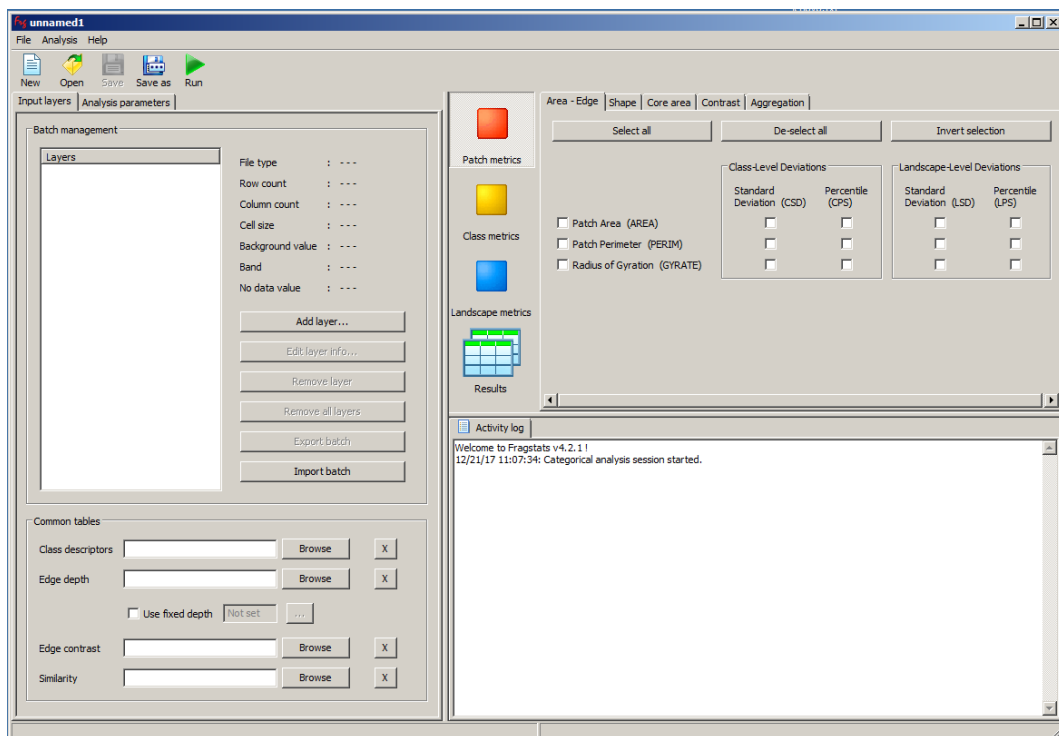 unnamed1
File Analysis Help
New Open Save Save as Run
Input layers Analysis parameters
Batch management
Layers
File type : ---
Row count : ---
Column count : ---
Cell size : ---
Background value : ---
Band : ---
No data value : ---
Add layer...
Edit layer info...
Remove layer
Remove all layers
Export batch
Import batch
Common tables
Class descriptors Browse X
Edge depth Browse X
Use fixed depth Not set ...
Edge contrast Browse X
Similarity Browse X
Patch metrics
Class metrics
Landscape metrics
Results
Area - Edge Shape Core area Contrast Aggregation
Select all De-select all Invert selection
Class-Level Deviations Landscape-Level Deviations
Standard Percentile Standard Percentile
Deviation (CSD) (CPS) Deviation (LSD) (LPS)
Patch Area (AREA)
Patch Perimeter (PERIM)
Radius of Gyration (GYRATE)
Activity log
Welcome to Fragstats v4.2.1 !
12/21/17 11:07:34: Categorical analysis session started.